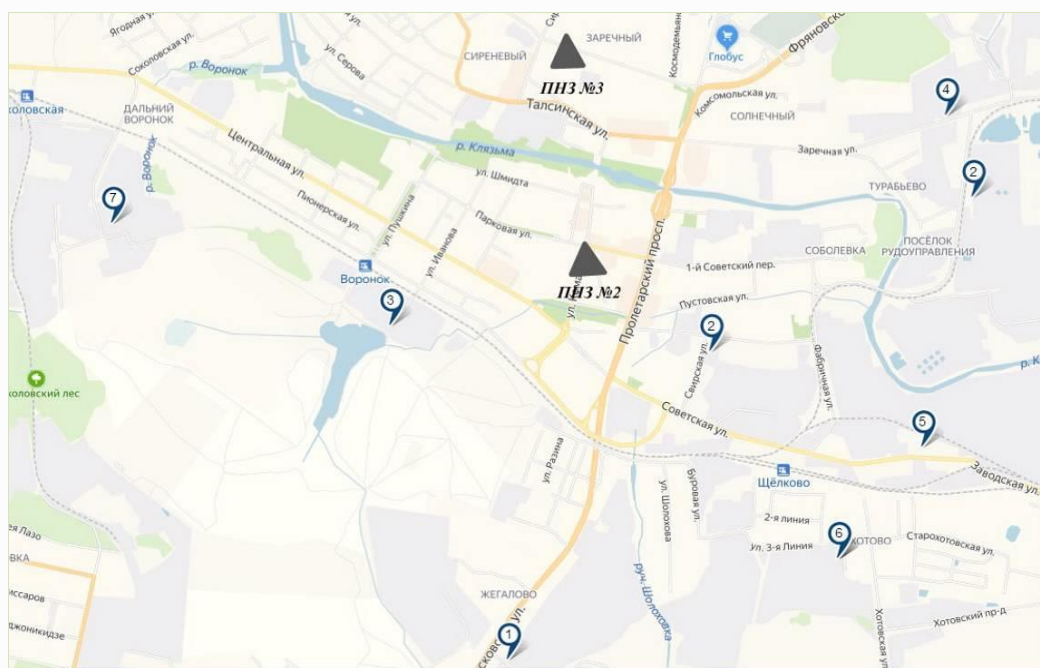 Ягодная ул.
Соколовская ул.
р. Воронок
ул. Серова
СИРЕНЕВЫЙ
ЗАРЕЧНЫЙ
ПНЗ №3
Глобус
Талсинская ул.
Комсомольская ул.
СОЛНЕЧНЫЙ
4
ДАЛЬНИЙ
ВОРОНОК
р. Воронок
Центральная ул.
р. Клязьма
Заречная ул.
2
7
Пионерская ул.
ул. Пушкина
ул. Шмидта
ул. Иванова
Парковая ул.
ТУРАБЬЕВО
СОБОЛЕВКА
ПОСЁЛОК
РУДОУПРАВЛЕНИЯ
Воронок
3
1-й Советский пер.
ПНЗ №2
Пролетарский просп.
Пустовская ул.
2
Свирская ул.
Фабричная ул.
Советская ул.
5
Заводская ул.
ул. Разина
Щёлково
Буровая ул.
ул. Шолохова
2-я линия
Ул. 3-я Линия
6
Старохотовская ул.
руч. Шолоховка
ЖЕГАЛОВО
1
Хотовский пр-д
Хотовская ул.